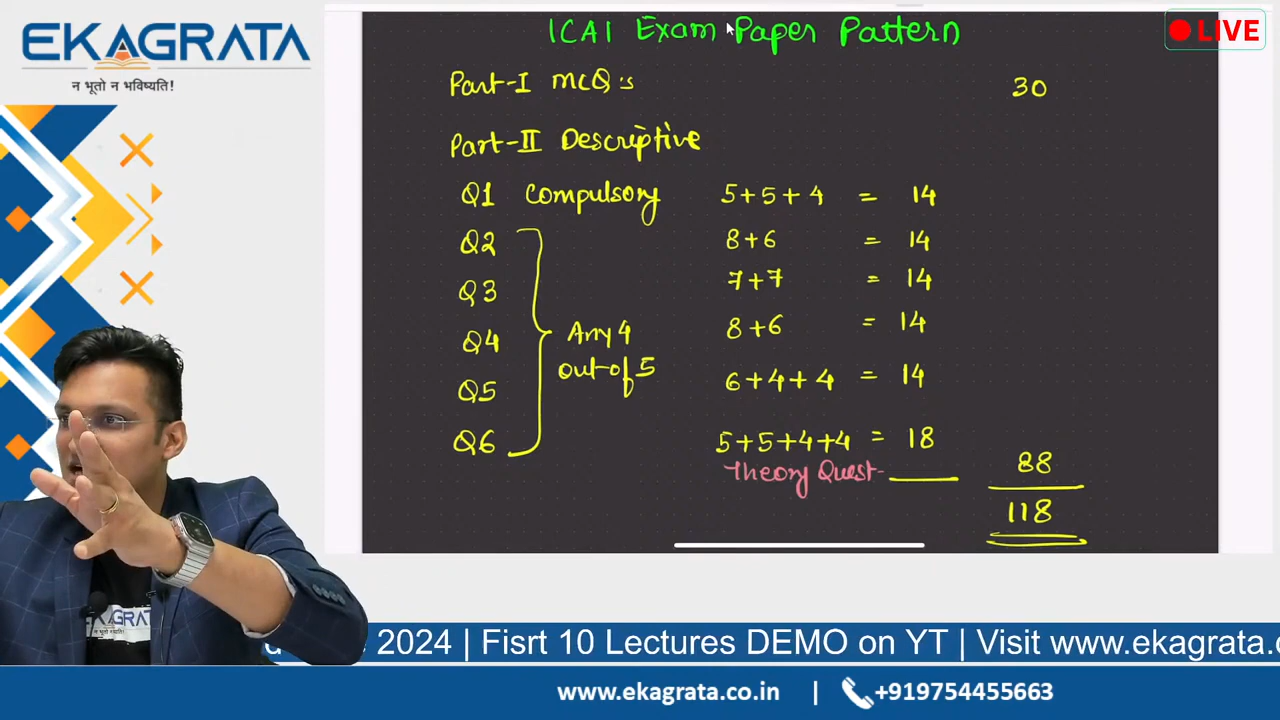 EKAGRATA
न भूतो न भविष्यति!
LIVE
ICAI Exam Paper Pattern
Part-I MCQ's 30
Part-II Descriptive
Q1 Compulsory 5+5+4 = 14
Q2 8+6 = 14
Q3 7+7 = 14
Q4 8+6 = 14
Any 4
out of 5
Q5 6+4+4 = 14
Q6 5+5+4+4 = 18
Theory Quest
88
118
EKAGRATA
न भूतो न भविष्यति!
2024 | Fisrt 10 Lectures DEMO on YT | Visit www.ekagrata.c
www.ekagrata.co.in | +919754455663